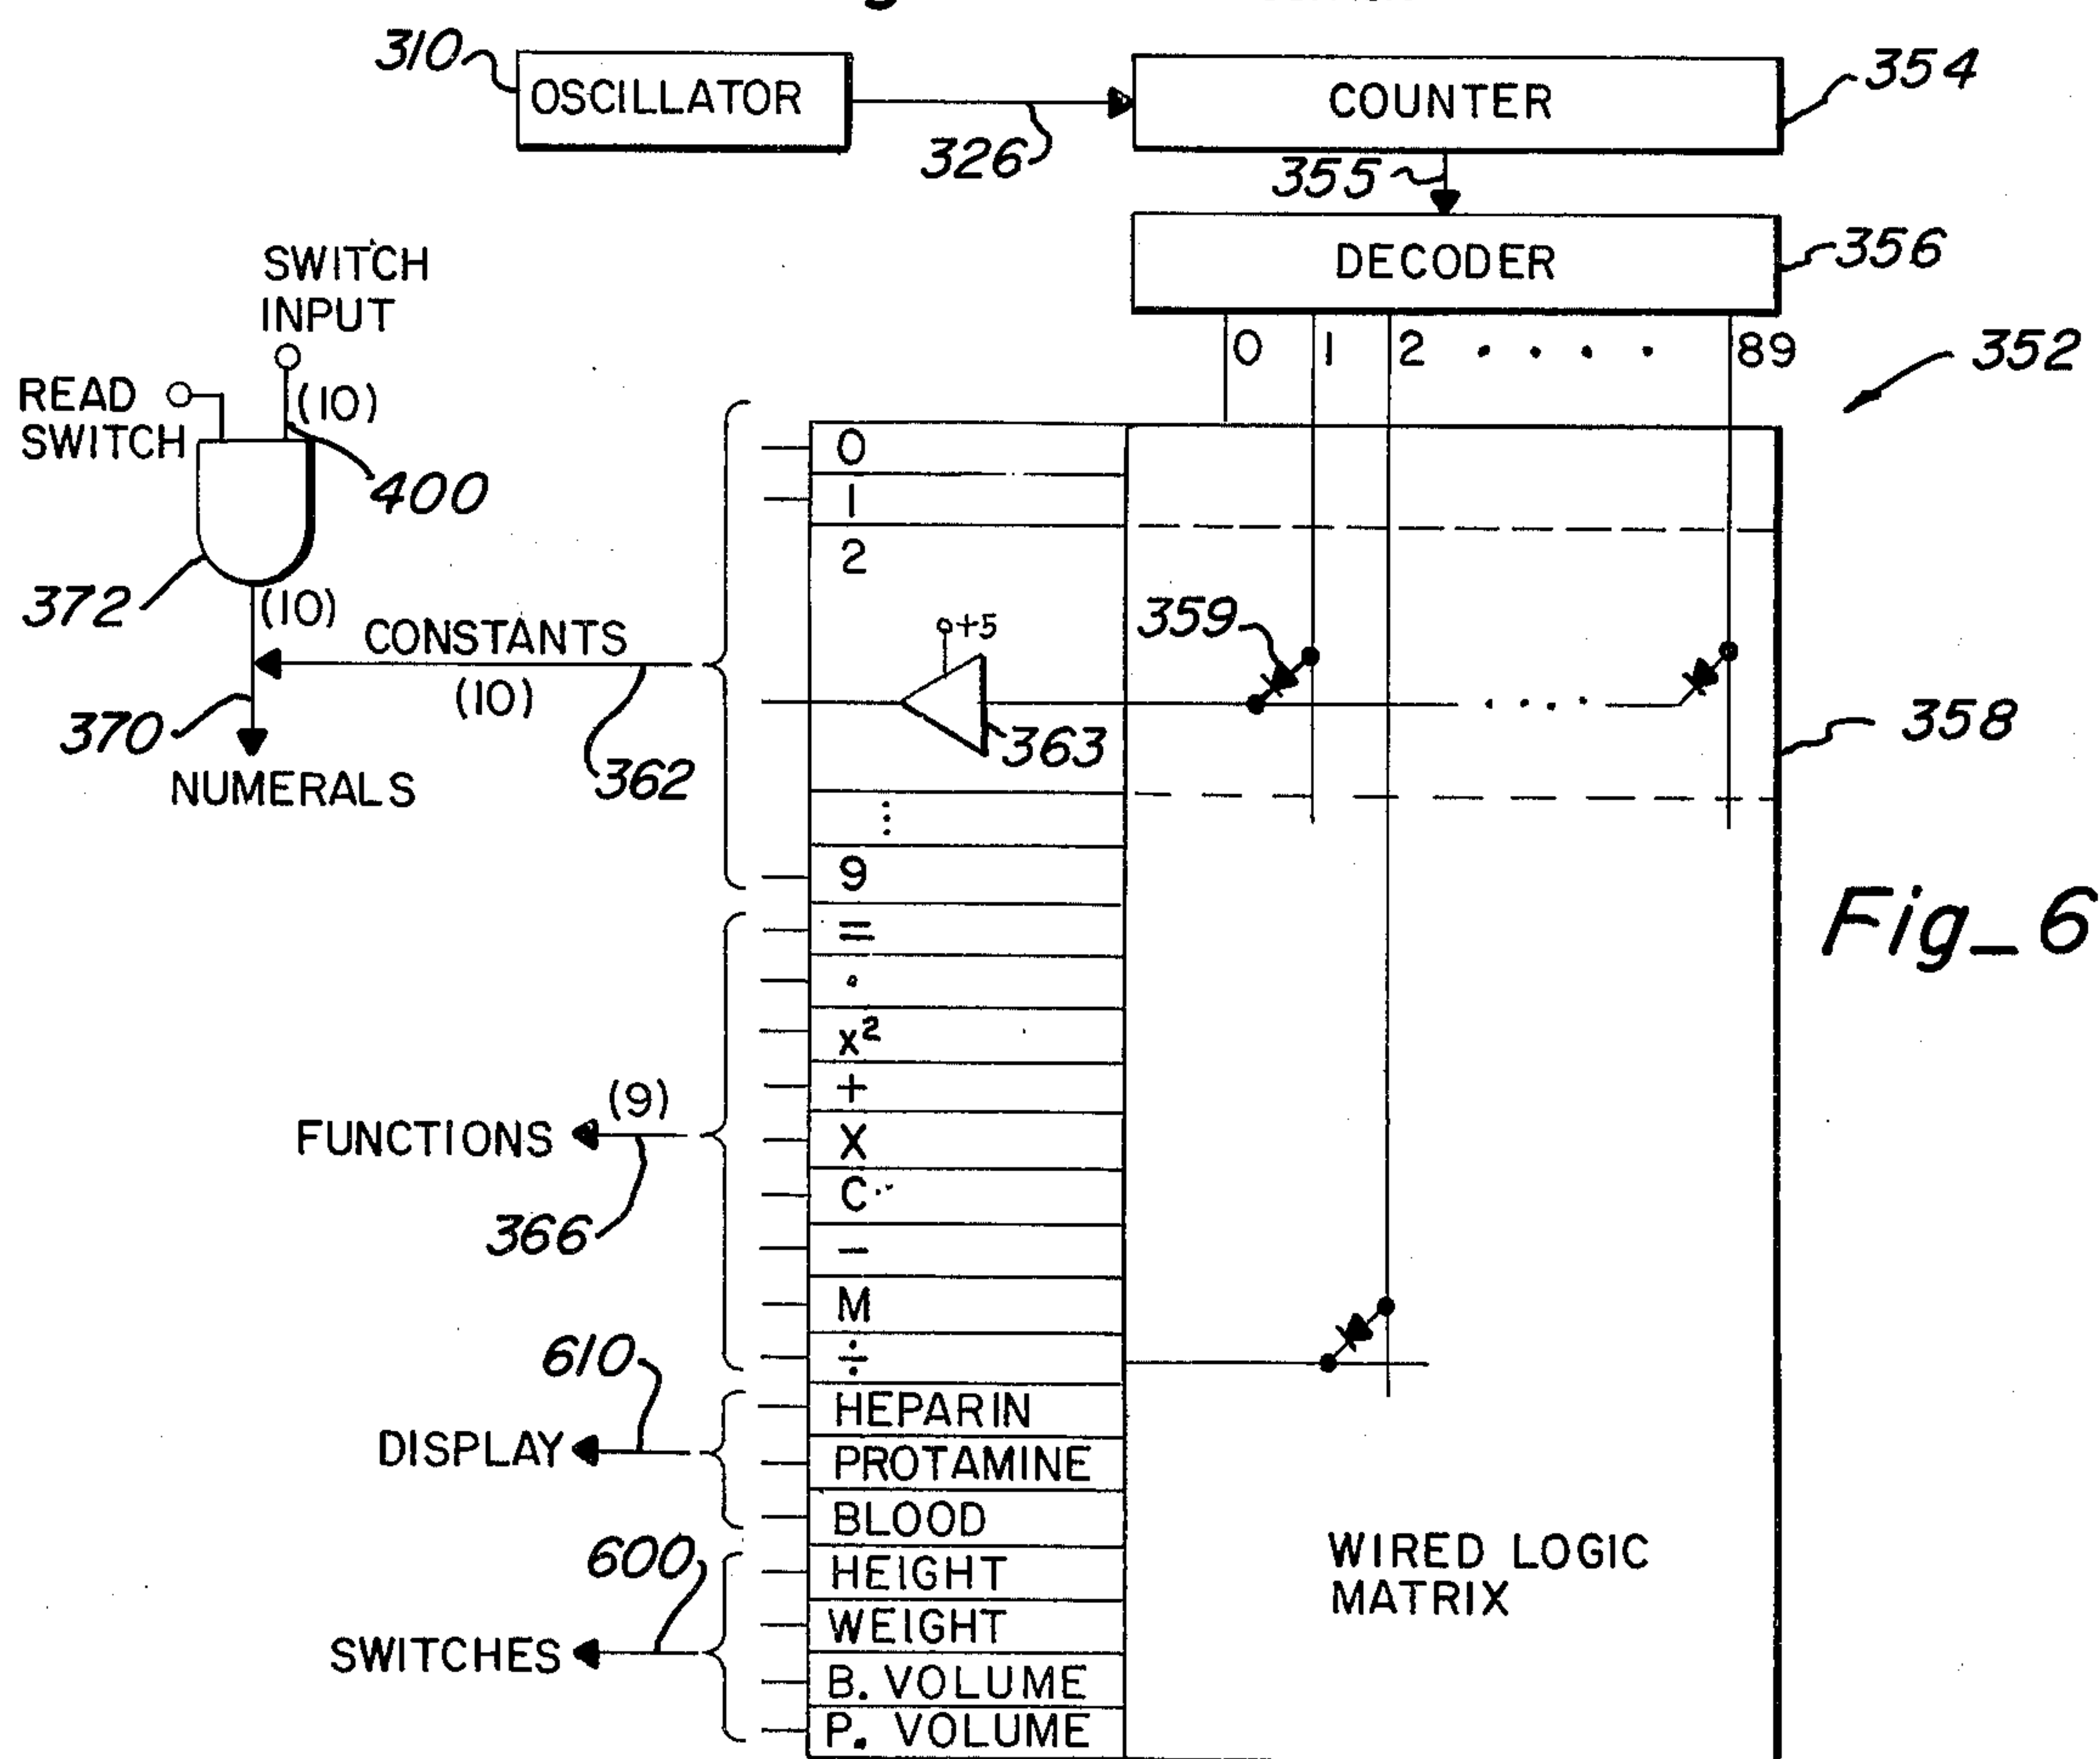 310
OSCILLATOR
326
COUNTER
354
355
DECODER
356
0 1 2 . . . . 89
352
SWITCH
INPUT
READ
SWITCH
(10)
400
372
(10)
CONSTANTS
(10)
362
370
NUMERALS
0
1
2
+5
363
359
. . . .
358
⋮
9
=
.
x²
+
X
C
−
M
÷
(9)
FUNCTIONS
366
610
DISPLAY
HEPARIN
PROTAMINE
BLOOD
600
SWITCHES
HEIGHT
WEIGHT
B. VOLUME
P. VOLUME
WIRED LOGIC
MATRIX
Fig_6